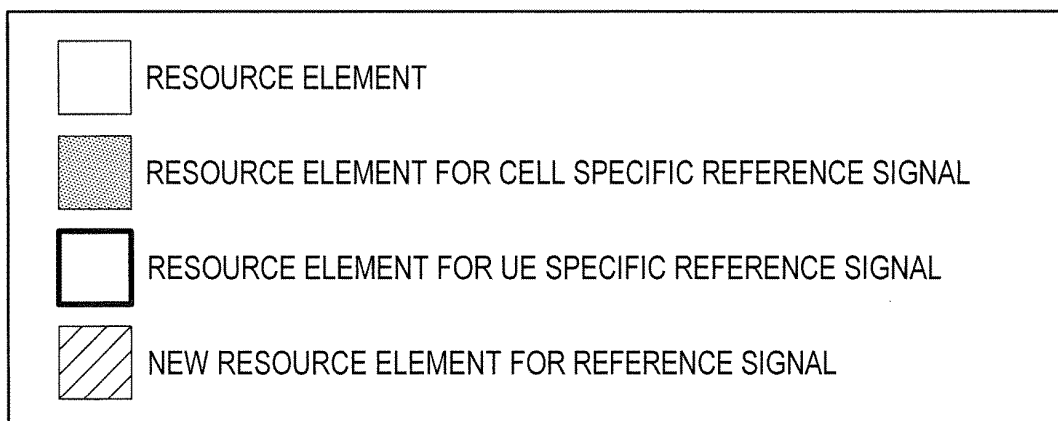 RESOURCE ELEMENT
RESOURCE ELEMENT FOR CELL SPECIFIC REFERENCE SIGNAL
RESOURCE ELEMENT FOR UE SPECIFIC REFERENCE SIGNAL
NEW RESOURCE ELEMENT FOR REFERENCE SIGNAL